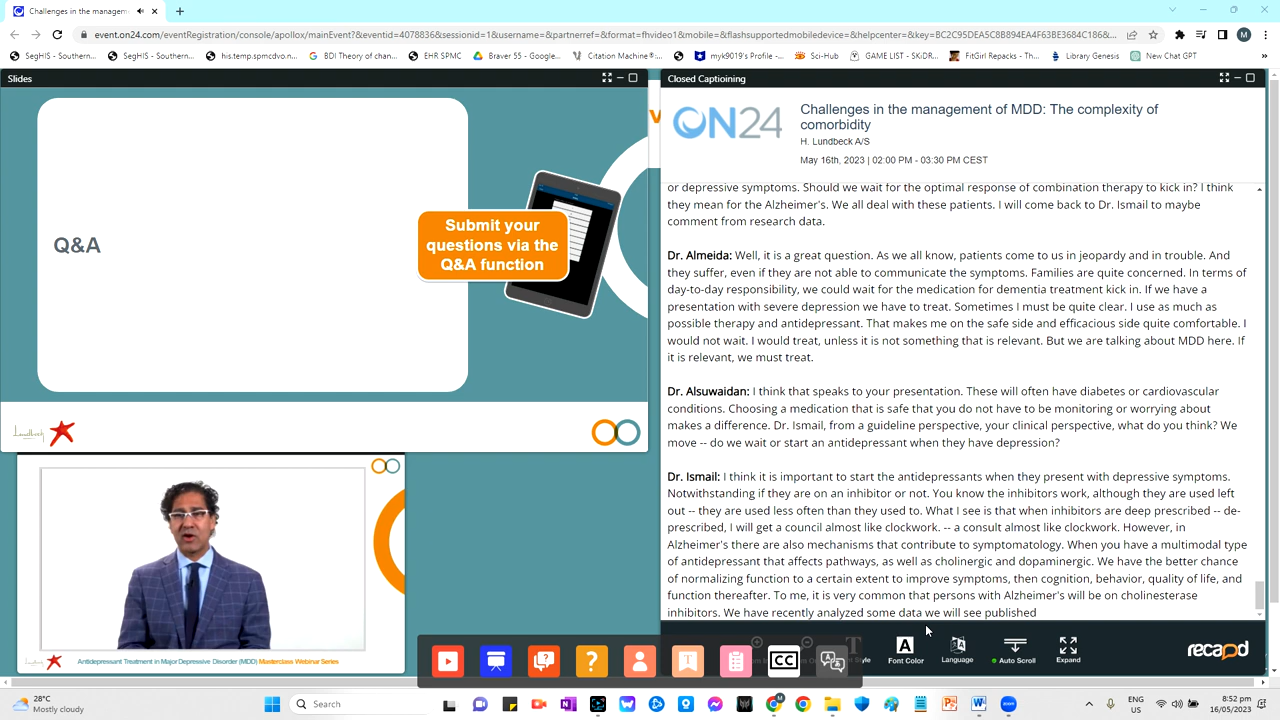 Challenges in the managem
event.on24.com/eventRegistration/console/apollox/mainEvent?&eventid=4078836&sessionid=1&username=&partnerref=&format=fhvideo1&mobile=&flashsupportedmobiledevice=&helpcenter=&key=BC2C95DEA5C8B894EA4F63BE3684C186&...
M
SegHIS - Southern...
SegHIS - Southern...
his.temp.spmcdvo.n...
BDI Theory of chan...
EHR SPMC
Braver 55 - Google...
Citation Machine®:...
myk9019's Profile -...
Sci-Hub
GAME LIST - SKiDR...
FitGirl Repacks - Th...
Library Genesis
New Chat GPT
Slides
Q&A
Submit your
questions via the
Q&A function
Lundbeck
Closed Captioining
ON24
Challenges in the management of MDD: The complexity of
comorbidity
H. Lundbeck A/S
May 16th, 2023 | 02:00 PM - 03:30 PM CEST
or depressive symptoms. Should we wait for the optimal response of combination therapy to kick in? I think
they mean for the Alzheimer's. We all deal with these patients. I will come back to Dr. Ismail to maybe
comment from research data.
Dr. Almeida: Well, it is a great question. As we all know, patients come to us in jeopardy and in trouble. And
they suffer, even if they are not able to communicate the symptoms. Families are quite concerned. In terms of
day-to-day responsibility, we could wait for the medication for dementia treatment kick in. If we have a
presentation with severe depression we have to treat. Sometimes I must be quite clear. I use as much as
possible therapy and antidepressant. That makes me on the safe side and efficacious side quite comfortable. I
would not wait. I would treat, unless it is not something that is relevant. But we are talking about MDD here. If
it is relevant, we must treat.
Dr. Alsuwaidan: I think that speaks to your presentation. These will often have diabetes or cardiovascular
conditions. Choosing a medication that is safe that you do not have to be monitoring or worrying about
makes a difference. Dr. Ismail, from a guideline perspective, your clinical perspective, what do you think? We
move -- do we wait or start an antidepressant when they have depression?
Dr. Ismail: I think it is important to start the antidepressants when they present with depressive symptoms.
Notwithstanding if they are on an inhibitor or not. You know the inhibitors work, although they are used left
out -- they are used less often than they used to. What I see is that when inhibitors are deep prescribed -- de-
prescribed, I will get a council almost like clockwork. -- a consult almost like clockwork. However, in
Alzheimer's there are also mechanisms that contribute to symptomatology. When you have a multimodal type
of antidepressant that affects pathways, as well as cholinergic and dopaminergic. We have the better chance
of normalizing function to a certain extent to improve symptoms, then cognition, behavior, quality of life, and
function thereafter. To me, it is very common that persons with Alzheimer's will be on cholinesterase
inhibitors. We have recently analyzed some data we will see published
Font Color
Language
Auto Scroll
Expand
recapd
CC
Lundbeck
Antidepressant Treatment in Major Depressive Disorder (MDD) Masterclass Webinar Series
28°C
Mostly cloudy
Search
ENG
US
8:52 pm
16/05/2023